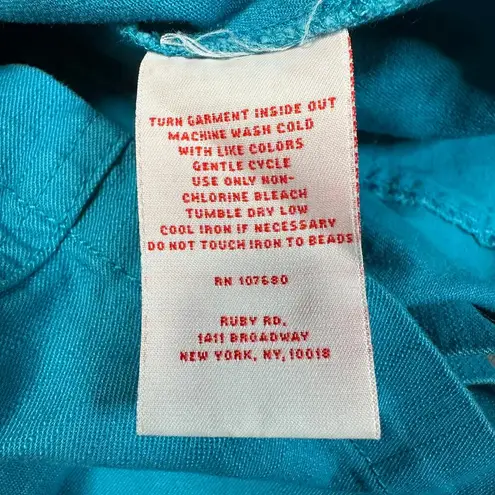 TURN GARMENT INSIDE OUT
MACHINE WASH COLD
WITH LIKE COLORS
GENTLE CYCLE
USE ONLY NON-
CHLORINE BLEACH
TUMBLE DRY LOW
COOL IRON IF NECESSARY
DO NOT TOUCH IRON TO BEADS
RN 107680
RUBY RD.
1411 BROADWAY
NEW YORK, NY, 10018